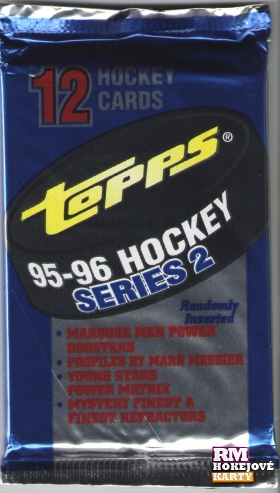 12 HOCKEY
CARDS
Topps®
95-96 HOCKEY
SERIES 2
Randomly
Inserted
• MARQUEE MEN POWER
BOOSTERS
• PROFILES BY MARK MESSIER
• YOUNG STARS
POWER MATRIX
• MYSTERY FINEST &
FINEST REFRACTORS
RM
HOKEJOVÉ
KARTY